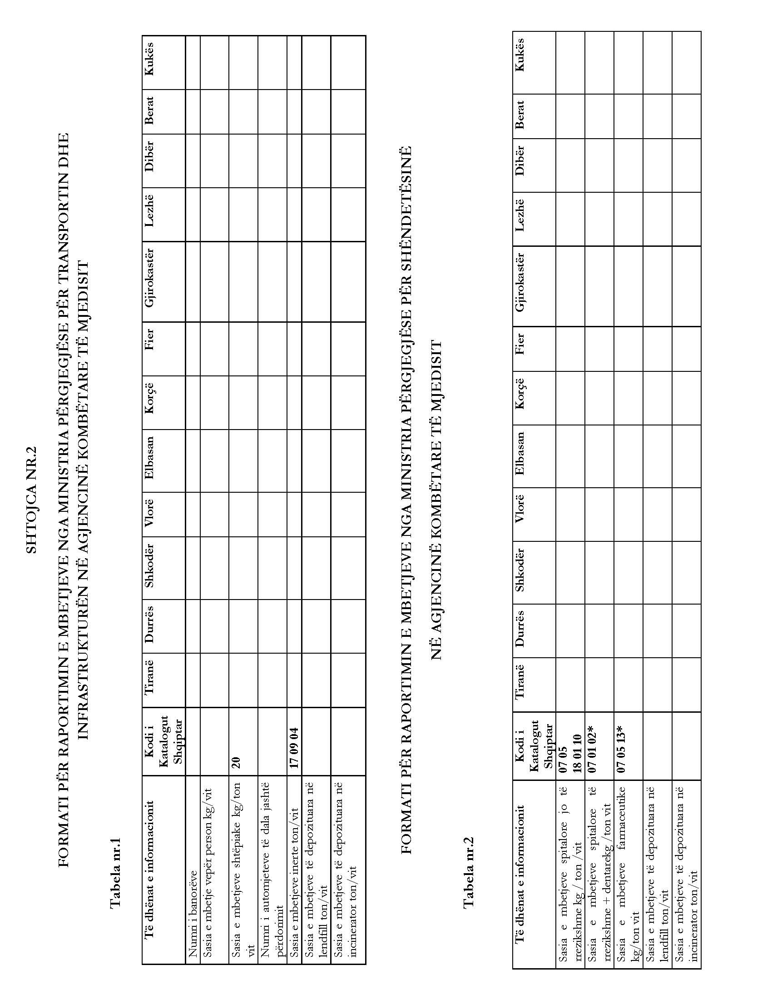 SHTOJCA NR.2
FORMATI PËR RAPORTIMIN E MBETJEVE NGA MINISTRIA PËRGJEGJËSE PËR TRANSPORTIN DHE
INFRASTRUKTURËN NË AGJENCINË KOMBËTARE TË MJEDISIT
Tabela nr.1
Të dhënat e informacionit Kodi i Tiranë Durrës Shkodër Vlorë Elbasan Korçë Fier Gjirokastër Lezhë Dibër Berat Kukës
Katalogut
Shqiptar
Numri i banorëve
Sasia e mbetje vepër person kg/vit
Sasia e mbetjeve shtëpiake kg/ton 20
vit
Numri i automjeteve të dala jashtë
përdorimit
Sasia e mbetjeve inerte ton/vit 17 09 04
Sasia e mbetjeve të depozituara në
lendfill ton/vit
Sasia e mbetjeve të depozituara në
incinerator ton/vit
FORMATI PËR RAPORTIMIN E MBETJEVE NGA MINISTRIA PËRGJEGJËSE PËR SHËNDETËSINË
NË AGJENCINË KOMBËTARE TË MJEDISIT
Tabela nr.2
Të dhënat e informacionit Kodi i Tiranë Durrës Shkodër Vlorë Elbasan Korçë Fier Gjirokastër Lezhë Dibër Berat Kukës
Katalogut
Shqiptar
Sasia e mbetjeve spitalore jo të 07 05
rrezikshme kg / ton /vit 18 01 10
Sasia e mbetjeve spitalore të 07 01 02*
rrezikshme + dentarekg /ton vit
Sasia e mbetjeve farmaceutike 07 05 13*
kg/ton vit
Sasia e mbetjeve të depozituara në
lendfill ton/vit
Sasia e mbetjeve të depozituara në
incinerator ton/vit